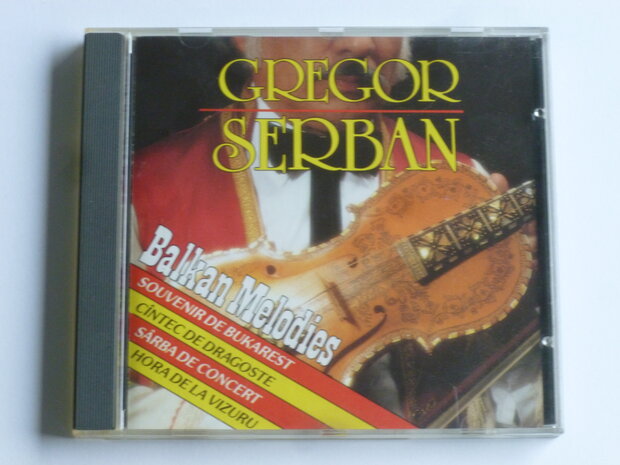 GREGOR
SERBAN
Balkan Melodies
SOUVENIR DE BUKAREST
CÎNTEC DE DRAGOSTE
SÂRBA DE CONCERT
HORA DE LA VIZURU